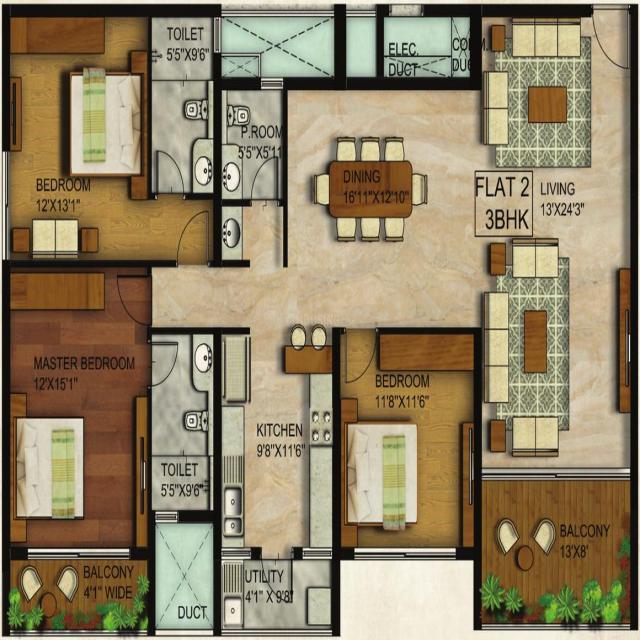 TOILET
5'5"X9'6"
ELEC.
DUCT
COMM.
DUCT
P.ROOM
5'5"X5'11
BEDROOM
12'X13'1"
DINING
16'11"X12'10"
FLAT 2
3BHK
LIVING
13'X24'3"
MASTER BEDROOM
12'X15'1"
BEDROOM
11'8"X11'6"
KITCHEN
9'8"X11'6"
TOILET
5'5"X9'6"
BALCONY
13'X8'
BALCONY
4'1" WIDE
UTILITY
4'1" X 9'8"
DUCT